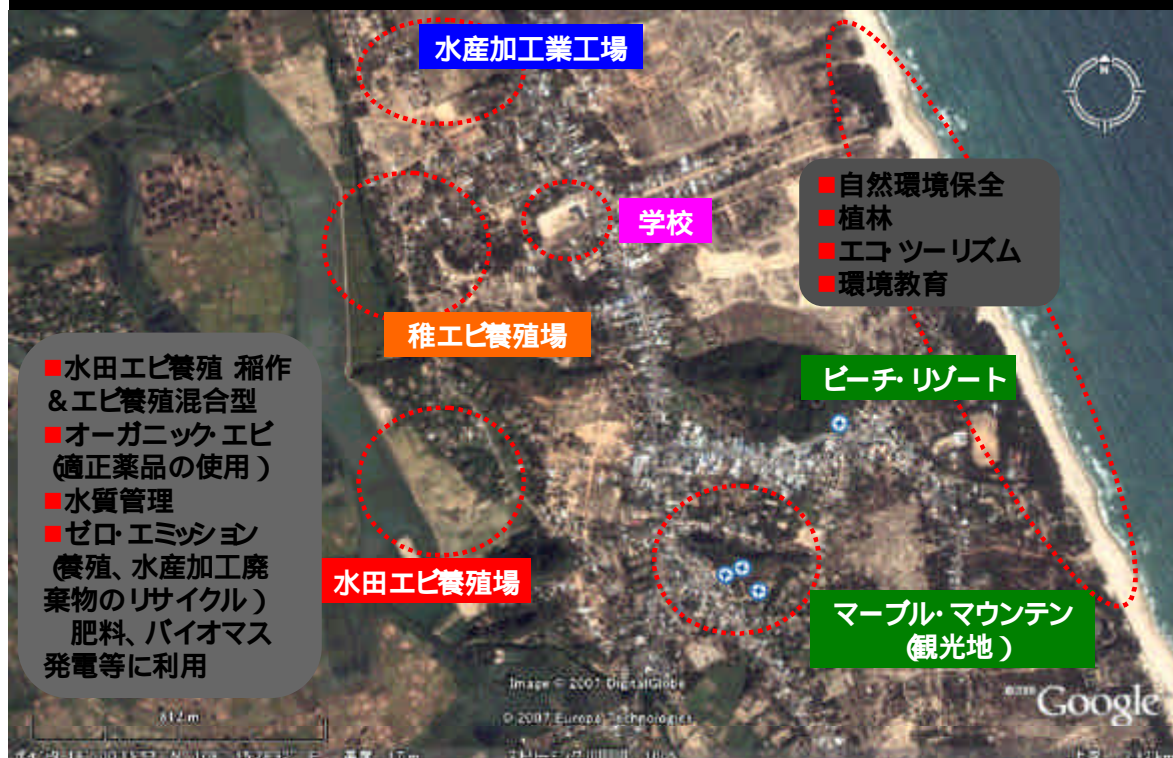 水産加工業工場
N
■自然環境保全
■植林
■エコ・ツーリズム
■環境教育
学校
稚エビ養殖場
ビーチ・リゾート
■水田エビ養殖 稲作
&エビ養殖混合型
■オーガニック・エビ
(適正薬品の使用)
■水質管理
■ゼロ・エミッション
(養殖、水産加工廃
棄物のリサイクル)
肥料、バイオマス
発電等に利用
水田エビ養殖場
マーブル・マウンテン
(観光地)
Image © 2007 DigitalGlobe
© 2007 Europa Technologies
Google
612 m